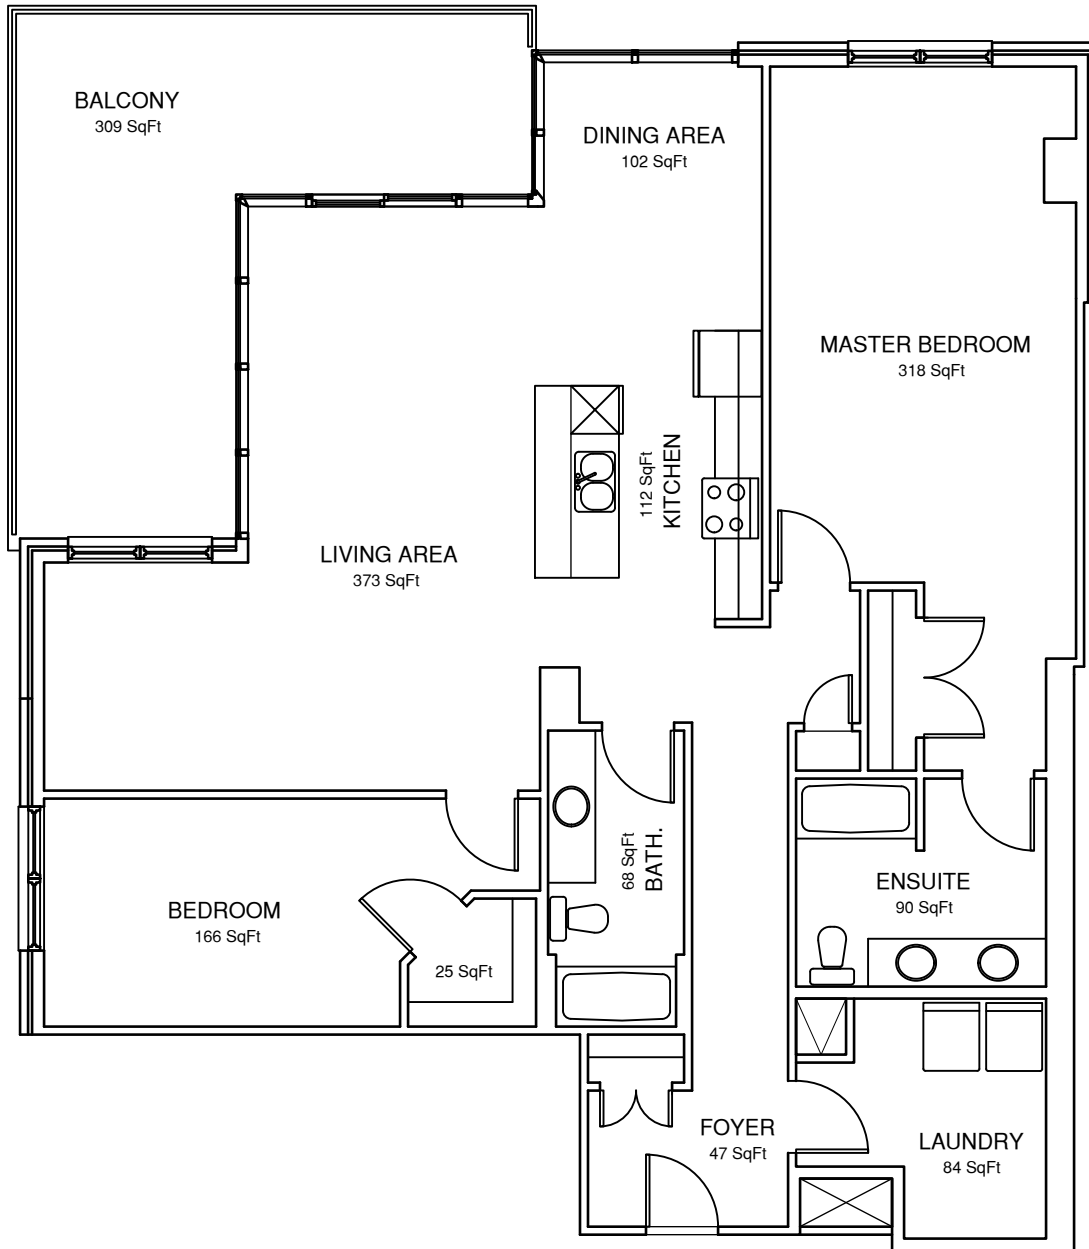 BALCONY
309 SqFt
DINING AREA
102 SqFt
MASTER BEDROOM
318 SqFt
KITCHEN
112 SqFt
LIVING AREA
373 SqFt
BATH.
68 SqFt
ENSUITE
90 SqFt
BEDROOM
166 SqFt
25 SqFt
FOYER
47 SqFt
LAUNDRY
84 SqFt